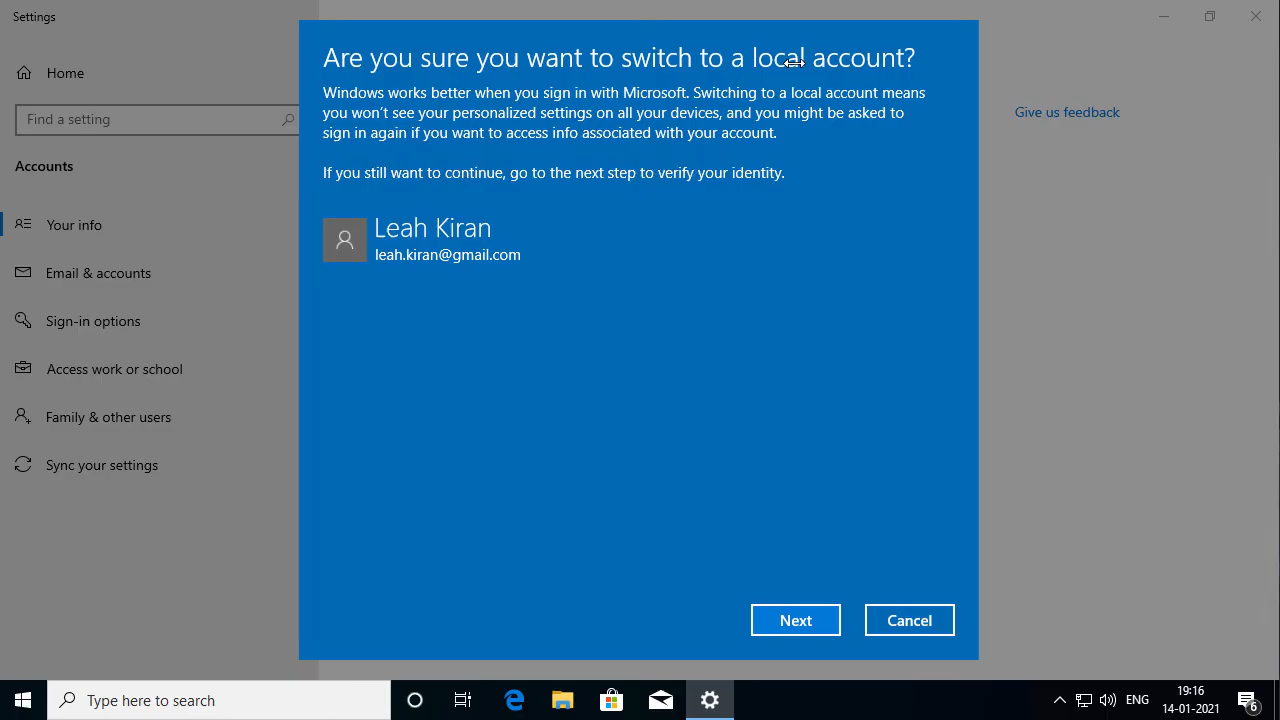 Settings
Home
Find a setting
Accounts
Your info
Email & accounts
Sign-in options
Access work or school
Family & other users
Sync your settings
Are you sure you want to switch to a local account?
Windows works better when you sign in with Microsoft. Switching to a local account means
you won't see your personalized settings on all your devices, and you might be asked to
sign in again if you want to access info associated with your account.
If you still want to continue, go to the next step to verify your identity.
Leah Kiran
leah.kiran@gmail.com
Next
Cancel
Give us feedback
Type here to search
ENG
19:16
14-01-2021
6